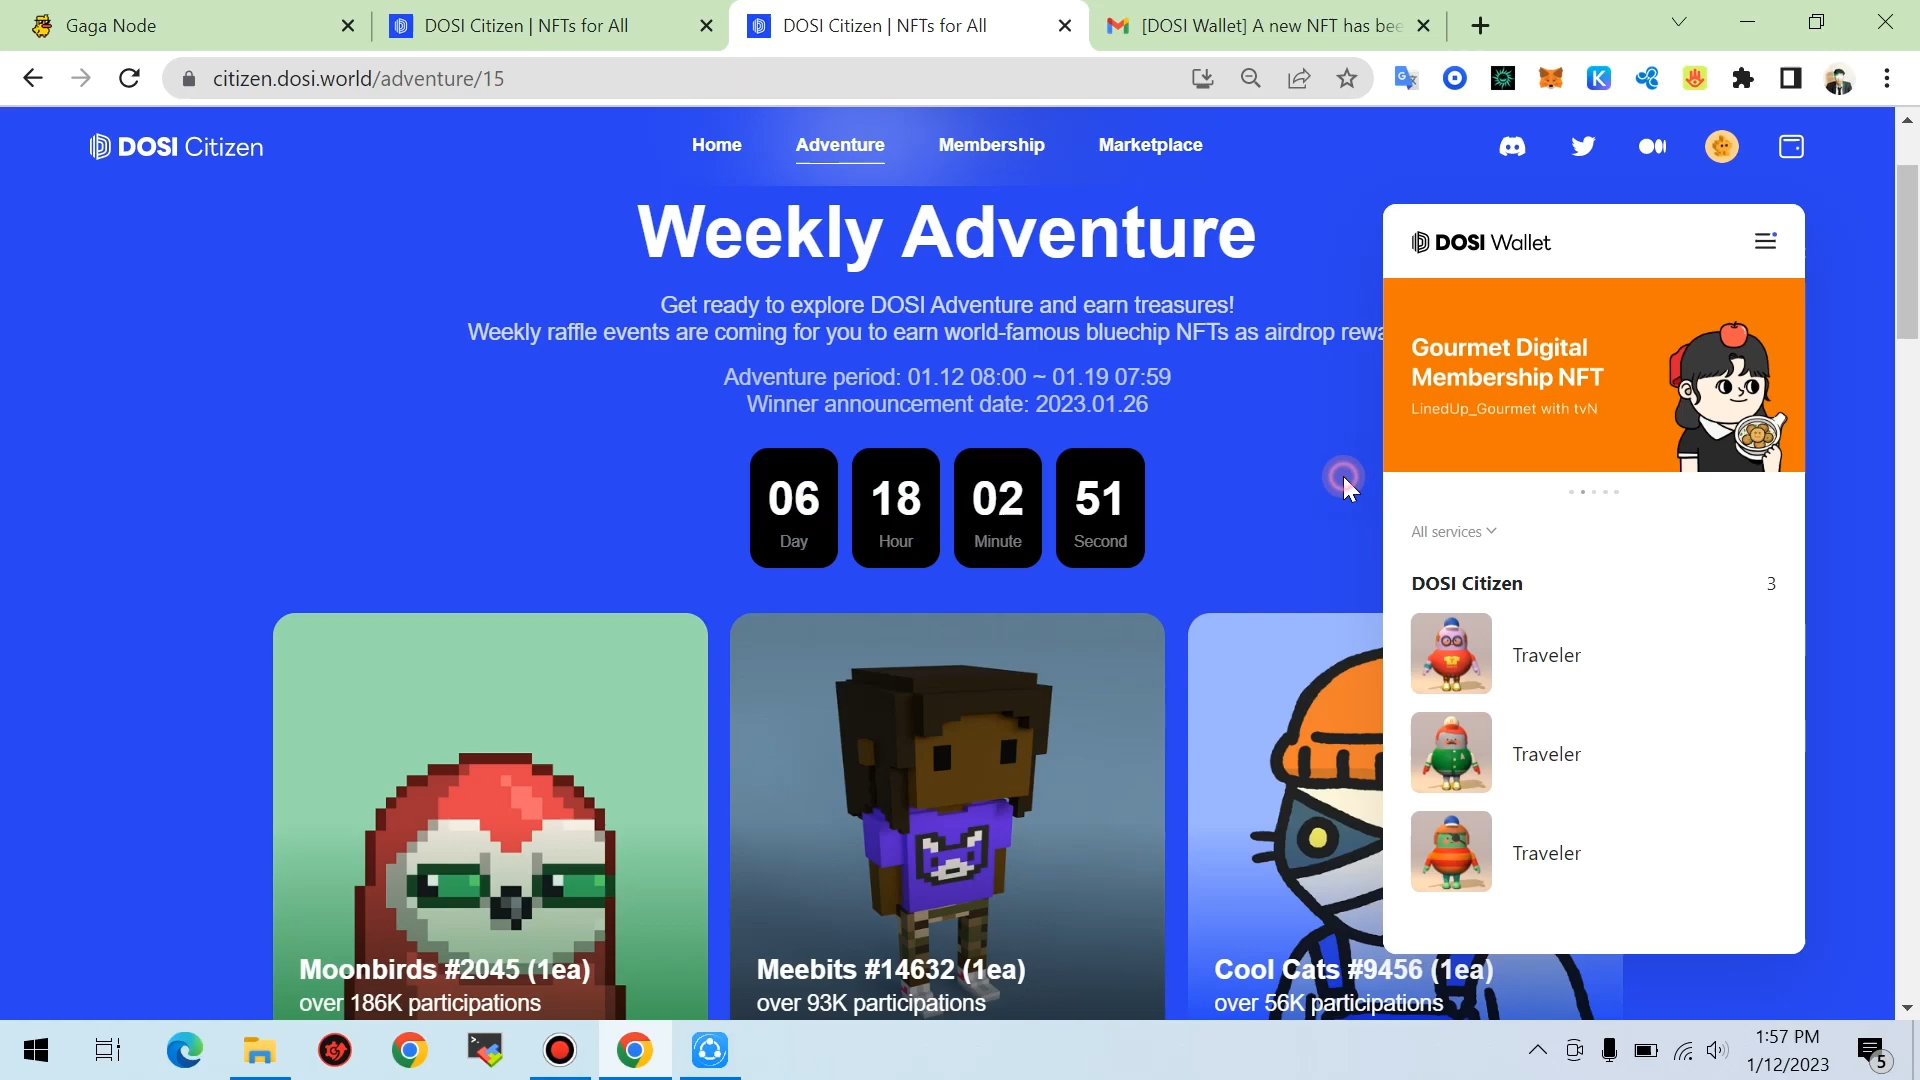 Gaga Node
DOSI Citizen | NFTs for All
DOSI Citizen | NFTs for All
[DOSI Wallet] A new NFT has bee
citizen.dosi.world/adventure/15
DOSI Citizen
Home
Adventure
Membership
Marketplace
Weekly Adventure
Get ready to explore DOSI Adventure and earn treasures!
Weekly raffle events are coming for you to earn world-famous bluechip NFTs as airdrop rewa
Adventure period: 01.12 08:00 ~ 01.19 07:59
Winner announcement date: 2023.01.26
06
Day
18
Hour
02
Minute
51
Second
Moonbirds #2045 (1ea)
over 186K participations
Meebits #14632 (1ea)
over 93K participations
Cool Cats #9456 (1ea)
over 56K participations
DOSI Wallet
Gourmet Digital
Membership NFT
LinedUp_Gourmet with tvN
All services
DOSI Citizen 3
Traveler
Traveler
Traveler
1:57 PM
1/12/2023
5